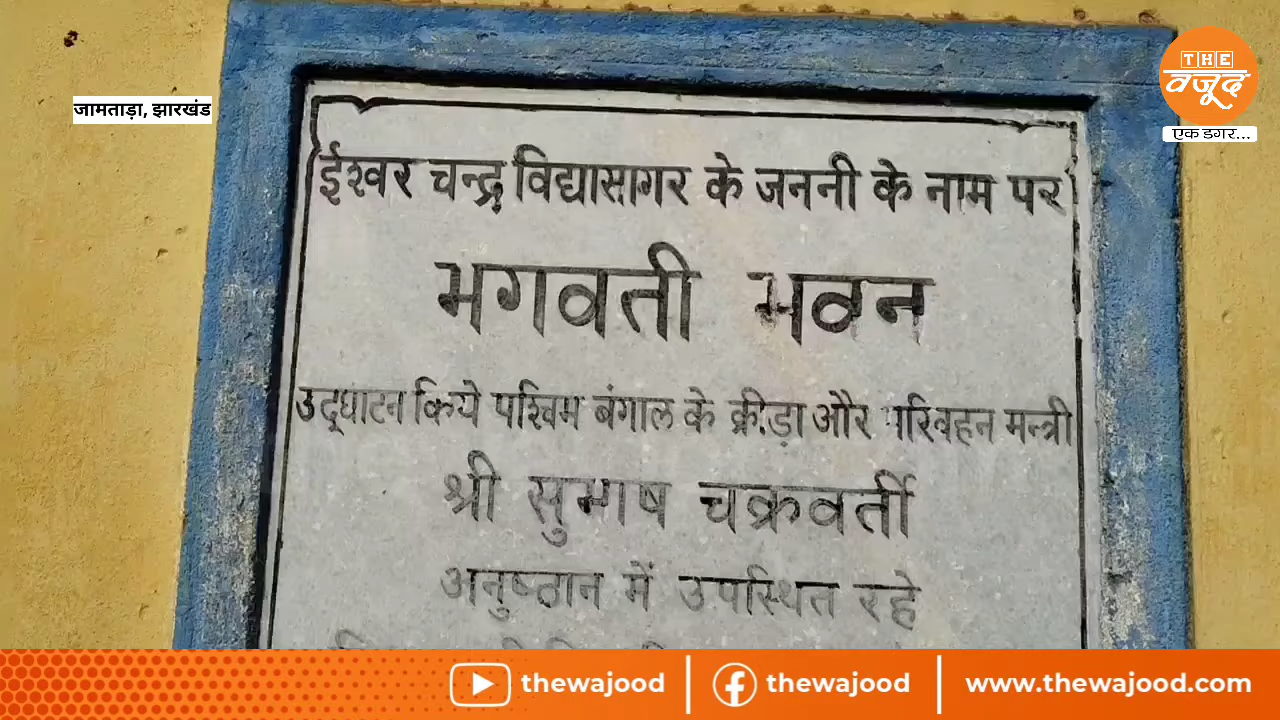 जामताड़ा, झारखंड
THE
वजूद
एक डगर...
ईश्वर चन्द्र विद्यासागर के जननी के नाम पर
भगवती भवन
उद्घाटन किये पश्चिम बंगाल के क्रीड़ा और परिवहन मन्त्री
श्री सुभाष चक्रवर्ती
अनुष्ठान में उपस्थित रहे
thewajood
thewajood
www.thewajood.com